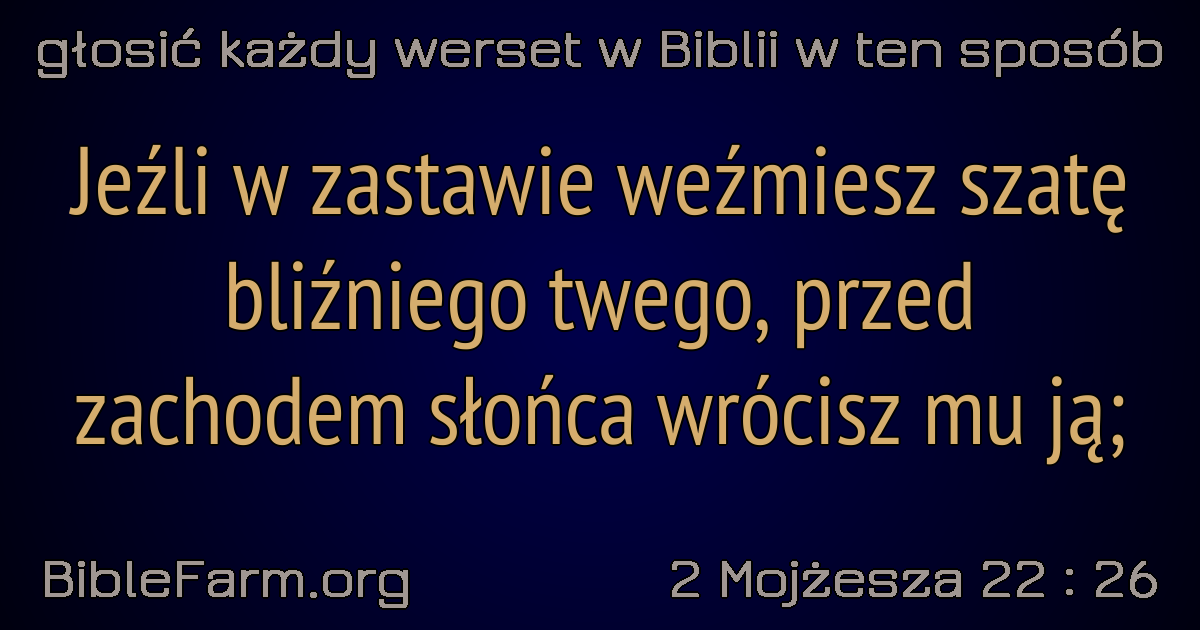 głosić każdy werset w Biblii w ten sposób
Jeźli w zastawie weźmiesz szatę
bliźniego twego, przed
zachodem słońca wrócisz mu ją;
BibleFarm.org
2 Mojżesza 22 : 26